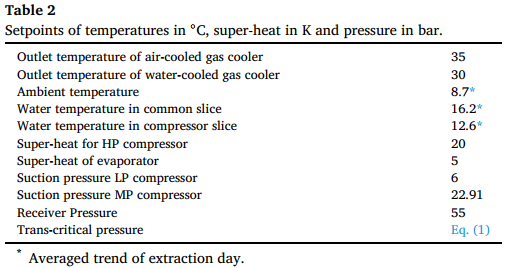 Table 2
Setpoints of temperatures in °C, super-heat in K and pressure in bar.
Outlet temperature of air-cooled gas cooler 35
Outlet temperature of water-cooled gas cooler 30
Ambient temperature 8.7*
Water temperature in common slice 16.2*
Water temperature in compressor slice 12.6*
Super-heat for HP compressor 20
Super-heat of evaporator 5
Suction pressure LP compressor 6
Suction pressure MP compressor 22.91
Receiver Pressure 55
Trans-critical pressure Eq. (1)
* Averaged trend of extraction day.